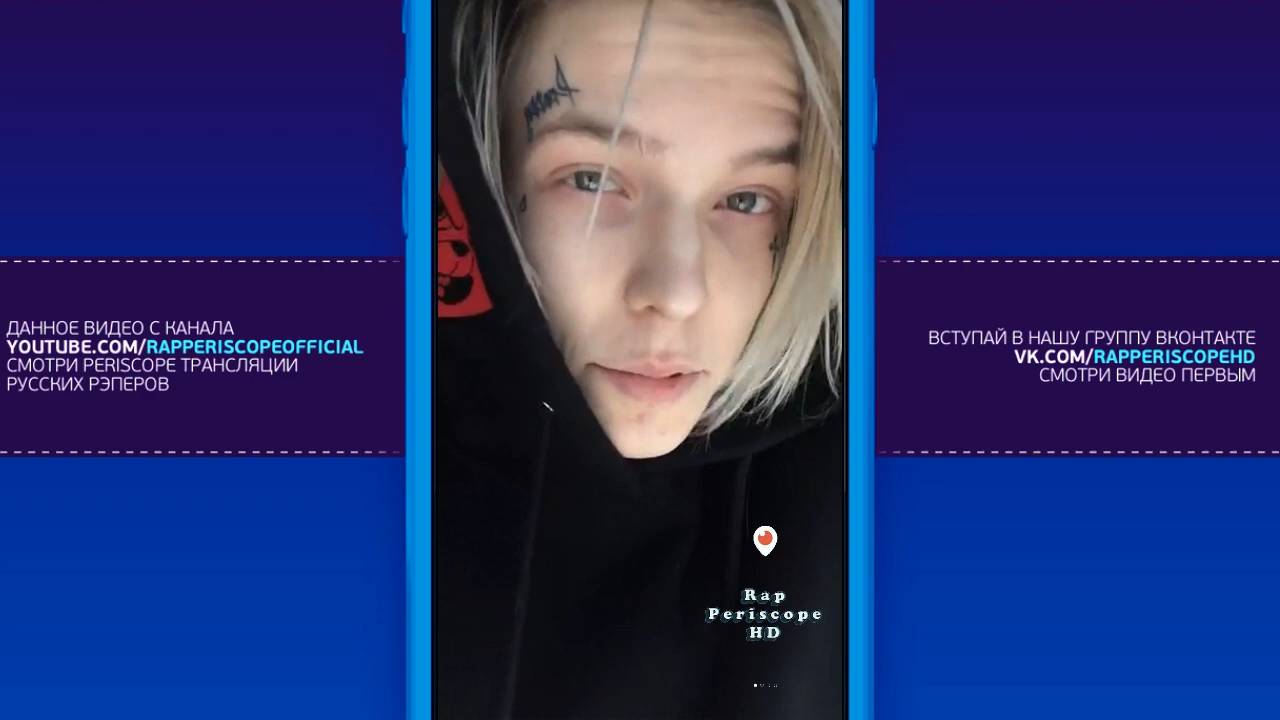 ДАННОЕ ВИДЕО С КАНАЛА
YOUTUBE.COM/RAPPERISCOPEOFFICIAL
СМОТРИ PERISCOPE ТРАНСЛЯЦИИ
РУССКИХ РЭПЕРОВ
ВСТУПАЙ В НАШУ ГРУППУ ВКОНТАКТЕ
VK.COM/RAPPERISCOPEHD
СМОТРИ ВИДЕО ПЕРВЫМ
Rap
Periscope
HD